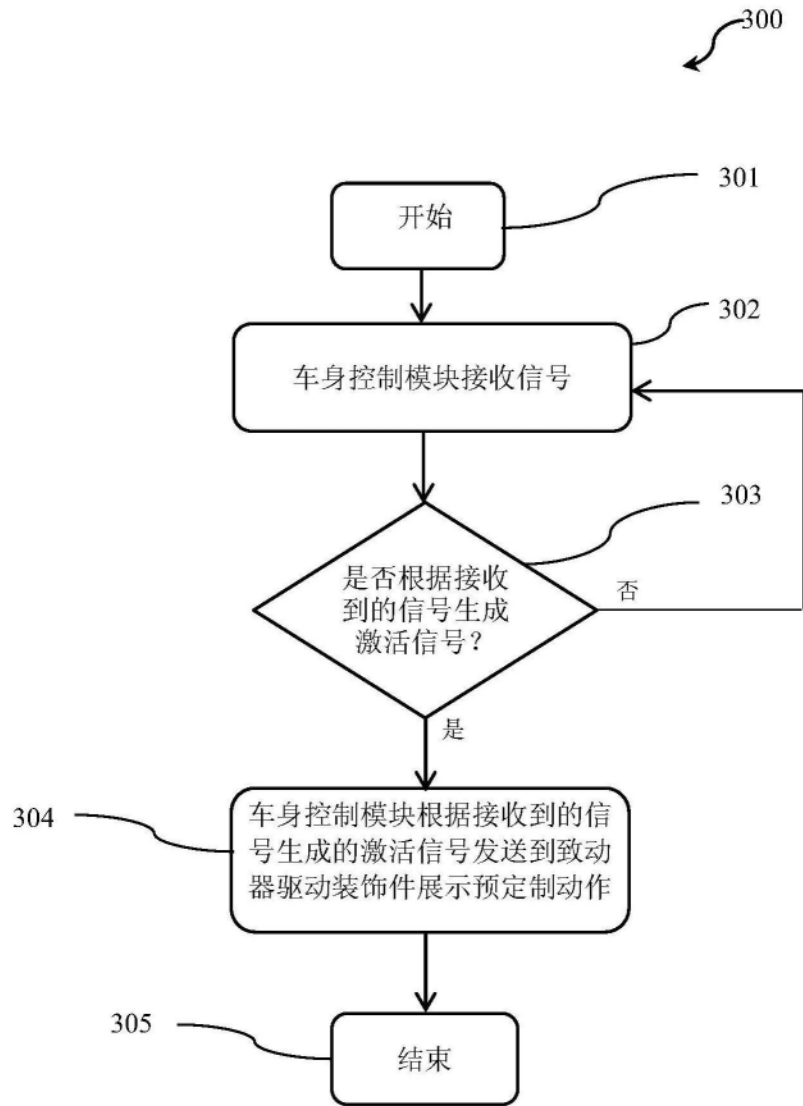 300
301
开始
302
车身控制模块接收信号
303
是否根据接收
到的信号生成
激活信号？
否
是
304
车身控制模块根据接收到的信
号生成的激活信号发送到致动
器驱动装饰件展示预定制动作
305
结束